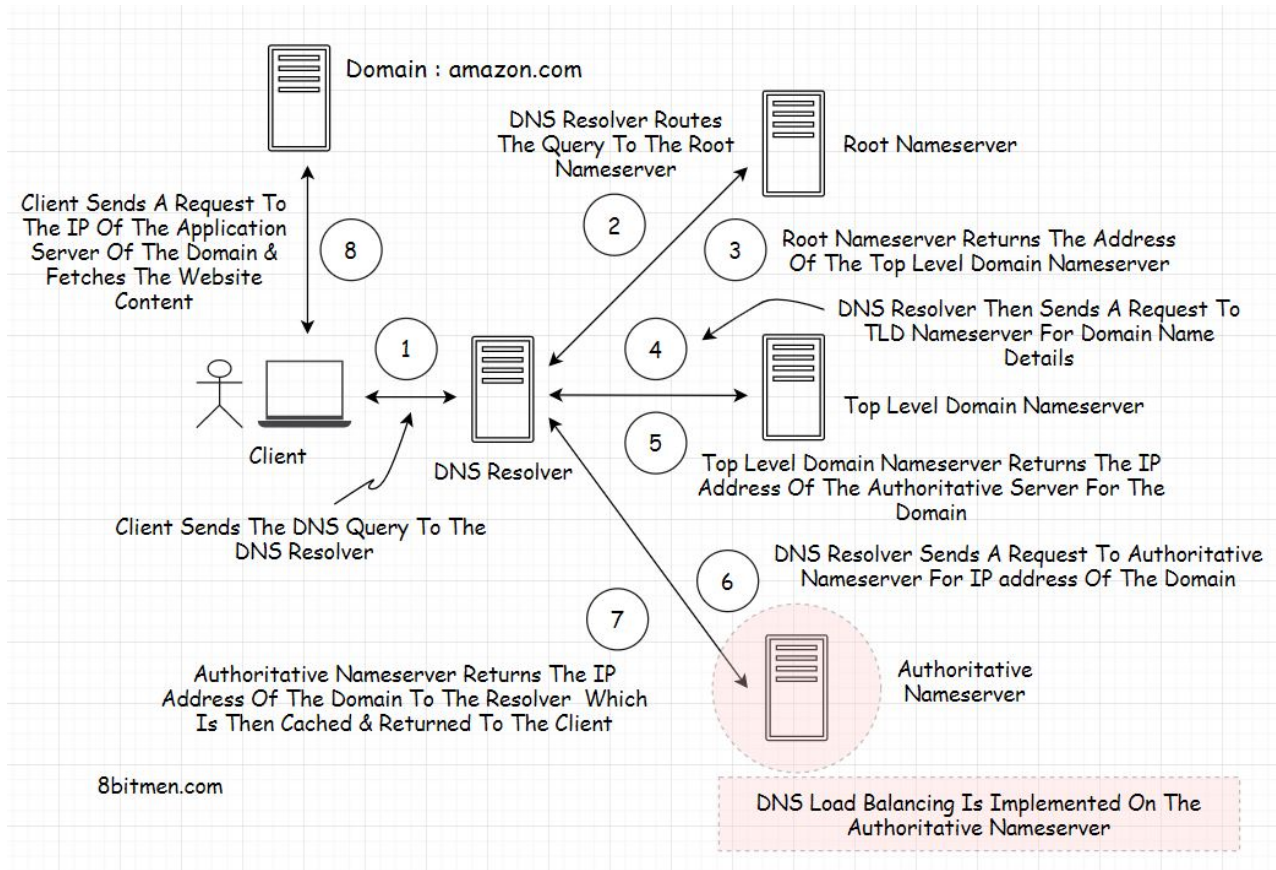 Domain : amazon.com
DNS Resolver Routes
The Query To The Root
Nameserver
Root Nameserver
Client Sends A Request To
The IP Of The Application
Server Of The Domain &
Fetches The Website
Content
8
2
3
Root Nameserver Returns The Address
Of The Top Level Domain Nameserver
DNS Resolver Then Sends A Request To
TLD Nameserver For Domain Name
Details
1
4
Top Level Domain Nameserver
Client
DNS Resolver
5
Top Level Domain Nameserver Returns The IP
Address Of The Authoritative Server For The
Domain
Client Sends The DNS Query To The
DNS Resolver
DNS Resolver Sends A Request To Authoritative
Nameserver For IP address Of The Domain
6
7
Authoritative Nameserver Returns The IP
Address Of The Domain To The Resolver Which
Is Then Cached & Returned To The Client
Authoritative
Nameserver
8bitmen.com
DNS Load Balancing Is Implemented On The
Authoritative Nameserver